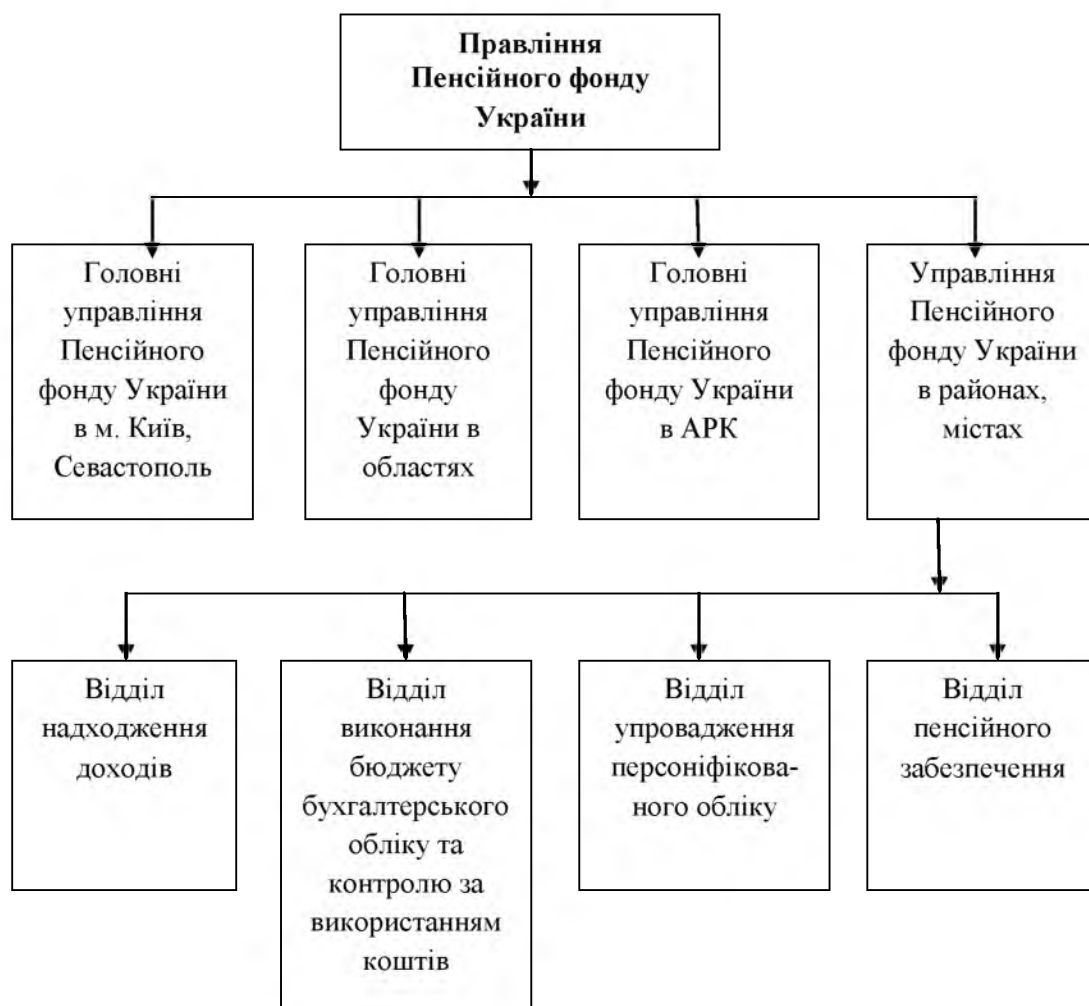 Правління
Пенсійного фонду
України
Головні
управління
Пенсійного
фонду України
в м. Київ,
Севастополь
Головні
управління
Пенсійного
фонду
України в
областях
Головні
управління
Пенсійного
фонду України
в АРК
Управління
Пенсійного
фонду України
в районах,
містах
Відділ
надходження
доходів
Відділ
виконання
бюджету
бухгалтерського
обліку та
контролю за
використанням
коштів
Відділ
упровадження
персоніфікова-
ного обліку
Відділ
пенсійного
забезпечення